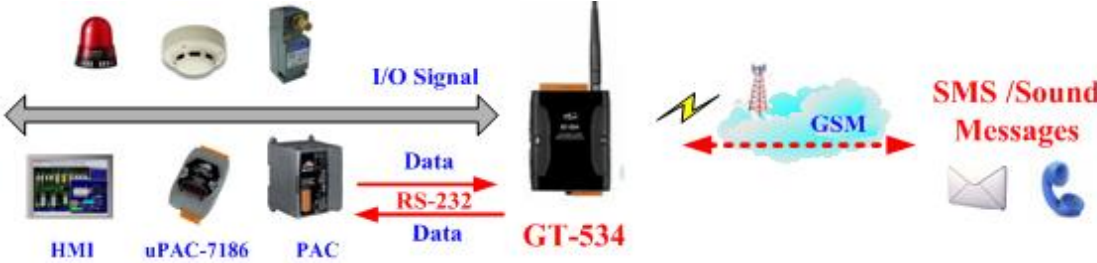 I/O Signal
GSM
SMS /Sound
Messages
Data
RS-232
Data
GT-534
HMI
uPAC-7186
PAC